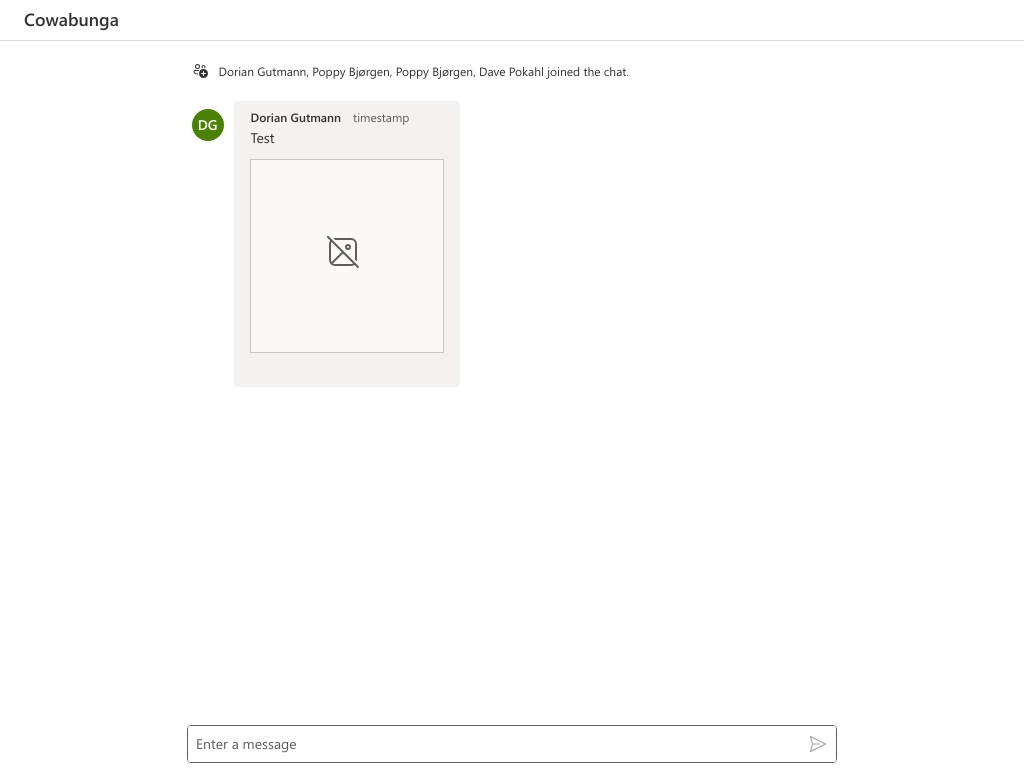 Cowabunga
Dorian Gutmann, Poppy Bjørgen, Poppy Bjørgen, Dave Pokahl joined the chat.
DG
Dorian Gutmann timestamp
Test
Enter a message